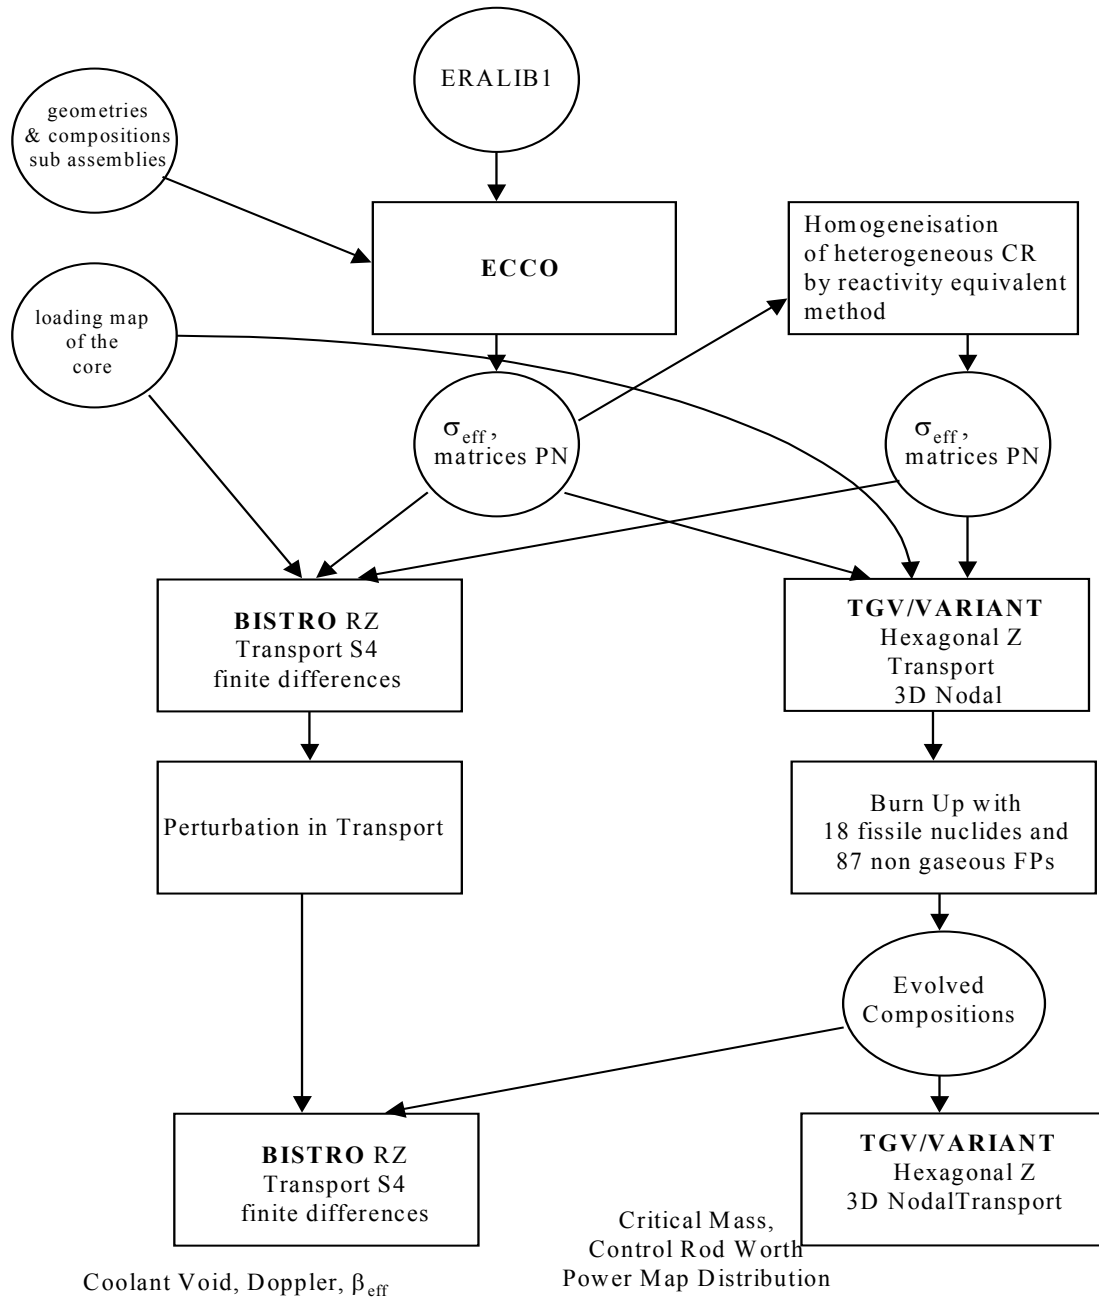 ERALIB1
geometries
& compositions
sub assemblies
ECCO
Homogeneisation
of heterogeneous CR
by reactivity equivalent
method
loading map
of the
core
σeff ,
matrices PN
σeff ,
matrices PN
BISTRO RZ
Transport S4
finite differences
TGV/VARIANT
Hexagonal Z
Transport
3D Nodal
Perturbation in Transport
Burn Up with
18 fissile nuclides and
87 non gaseous FPs
Evolved
Compositions
BISTRO RZ
Transport S4
finite differences
TGV/VARIANT
Hexagonal Z
3D NodalTransport
Critical Mass,
Control Rod Worth
Power Map Distribution
Coolant Void, Doppler, βeff